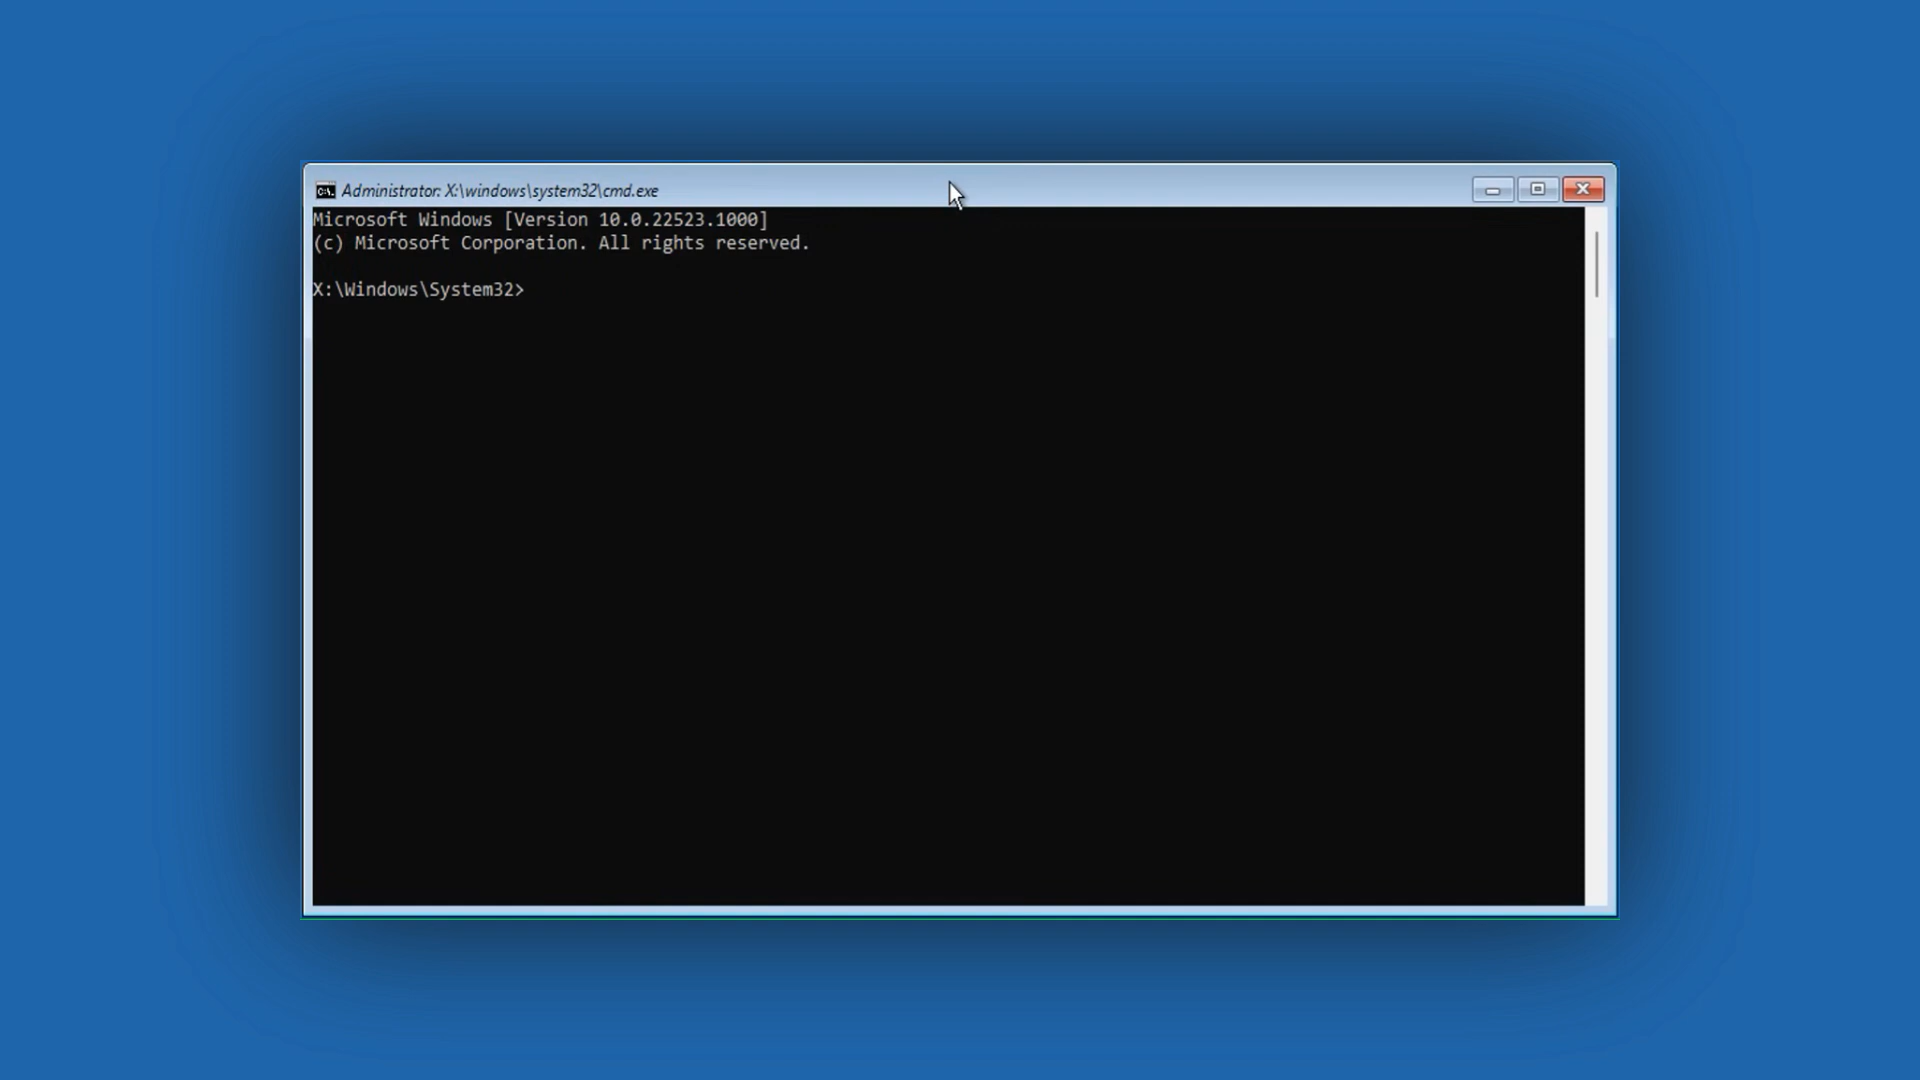 Administrator: X:\windows\system32\cmd.exe
Microsoft Windows [Version 10.0.22523.1000]
(c) Microsoft Corporation. All rights reserved.
X:\Windows\System32>